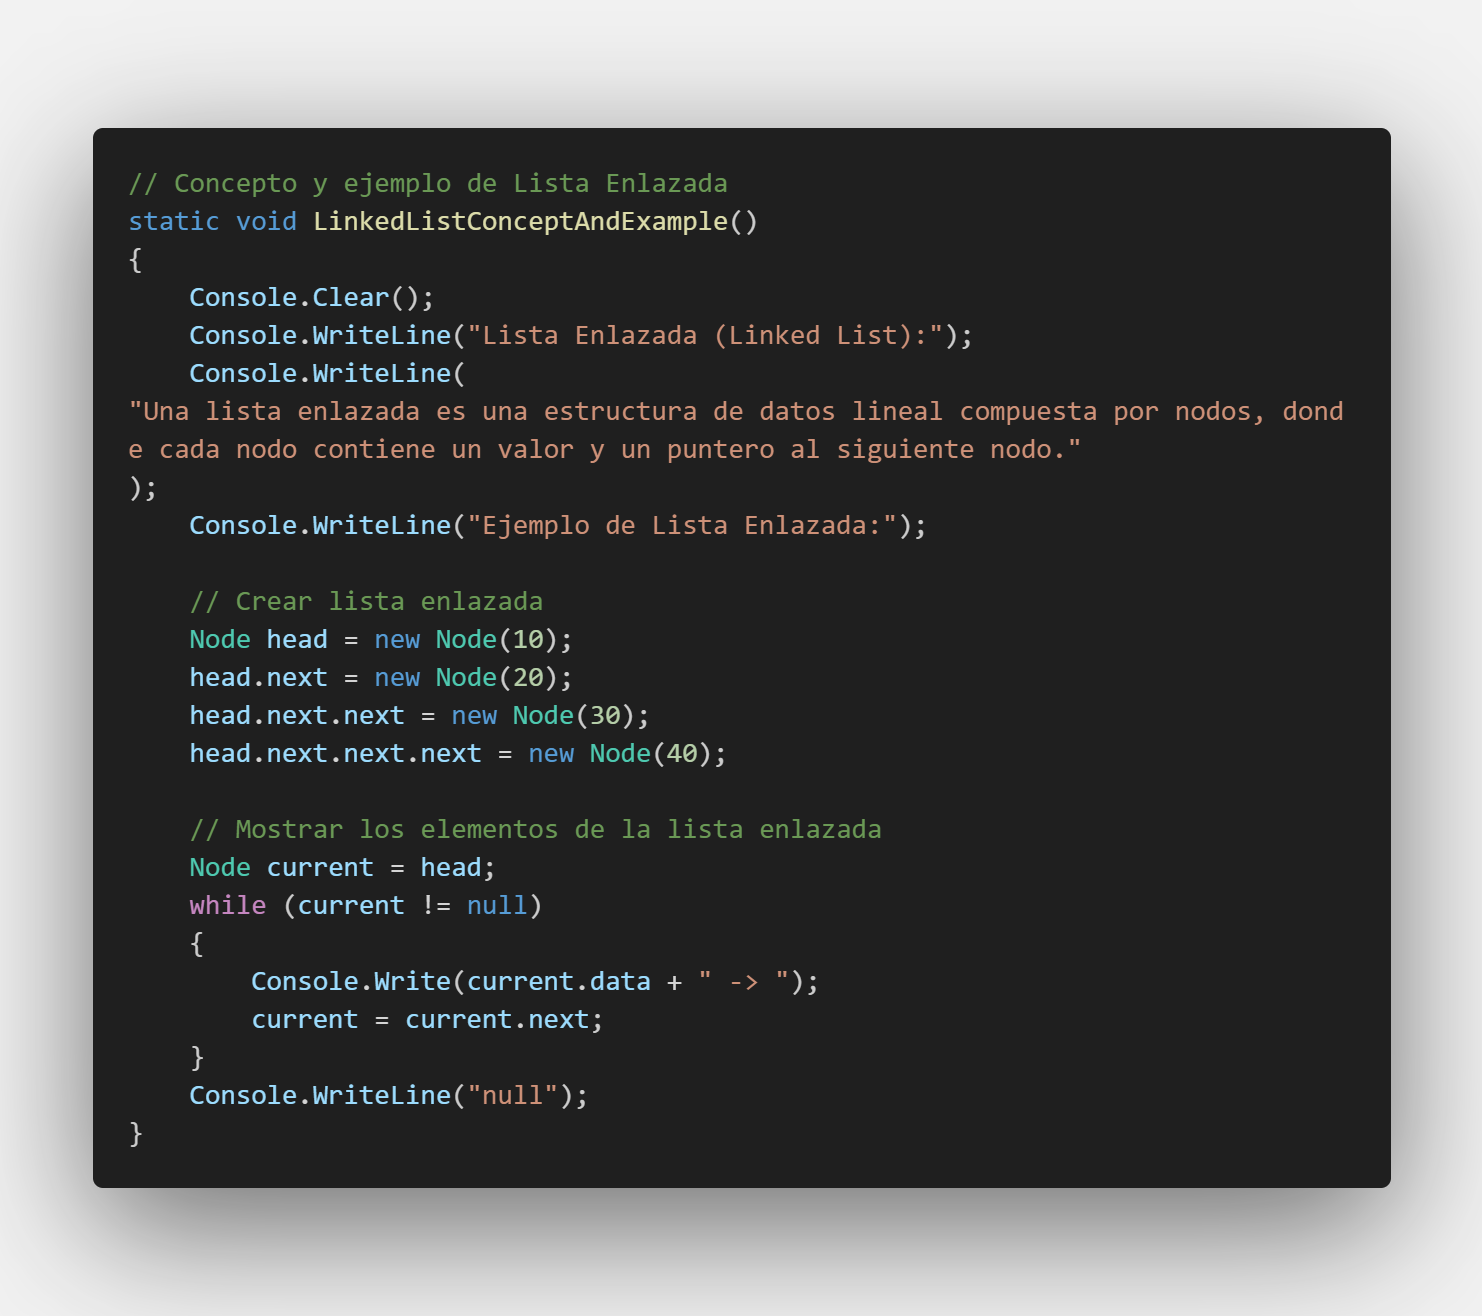 // Concepto y ejemplo de Lista Enlazada
static void LinkedListConceptAndExample()
{
    Console.Clear();
    Console.WriteLine("Lista Enlazada (Linked List):");
    Console.WriteLine(
"Una lista enlazada es una estructura de datos lineal compuesta por nodos, dond
e cada nodo contiene un valor y un puntero al siguiente nodo."
);
    Console.WriteLine("Ejemplo de Lista Enlazada:");

    // Crear lista enlazada
    Node head = new Node(10);
    head.next = new Node(20);
    head.next.next = new Node(30);
    head.next.next.next = new Node(40);

    // Mostrar los elementos de la lista enlazada
    Node current = head;
    while (current != null)
    {
        Console.Write(current.data + " -> ");
        current = current.next;
    }
    Console.WriteLine("null");
}